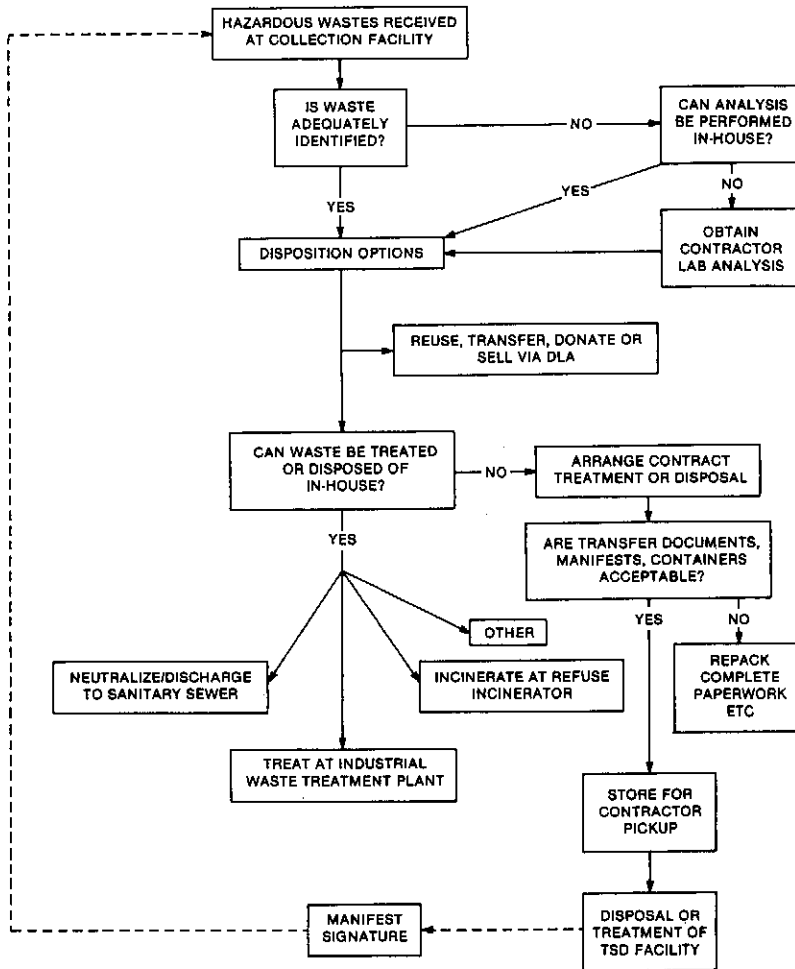 HAZARDOUS WASTES RECEIVED
AT COLLECTION FACILITY
IS WASTE
ADEQUATELY
IDENTIFIED?
NO
CAN ANALYSIS
BE PERFORMED
IN-HOUSE?
YES
YES
NO
DISPOSITION OPTIONS
OBTAIN
CONTRACTOR
LAB ANALYSIS
REUSE, TRANSFER, DONATE OR
SELL VIA DLA
CAN WASTE BE TREATED
OR DISPOSED OF
IN-HOUSE?
NO
ARRANGE CONTRACT
TREATMENT OR DISPOSAL
YES
ARE TRANSFER DOCUMENTS,
MANIFESTS, CONTAINERS
ACCEPTABLE?
YES
NO
OTHER
NEUTRALIZE/DISCHARGE
TO SANITARY SEWER
INCINERATE AT REFUSE
INCINERATOR
REPACK
COMPLETE
PAPERWORK
ETC
TREAT AT INDUSTRIAL
WASTE TREATMENT PLANT
STORE FOR
CONTRACTOR
PICKUP
MANIFEST
SIGNATURE
DISPOSAL OR
TREATMENT OF
TSD FACILITY